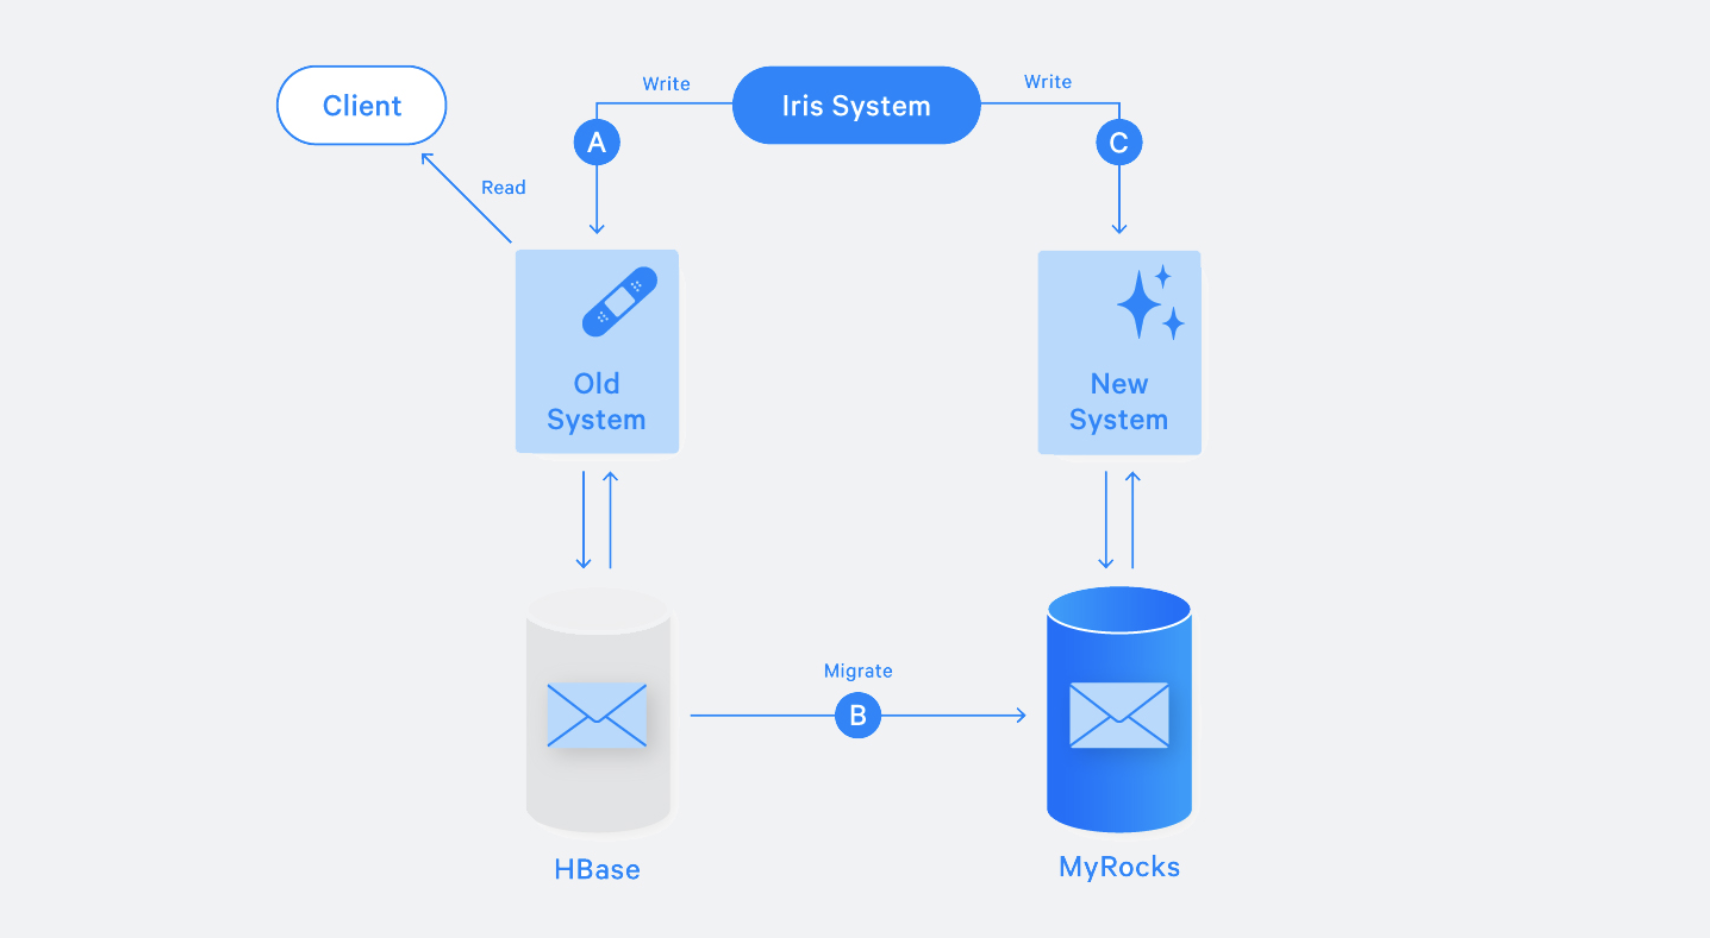 Client
Write
Iris System
Write
A
C
Read
Old
System
New
System
Migrate
B
HBase
MyRocks